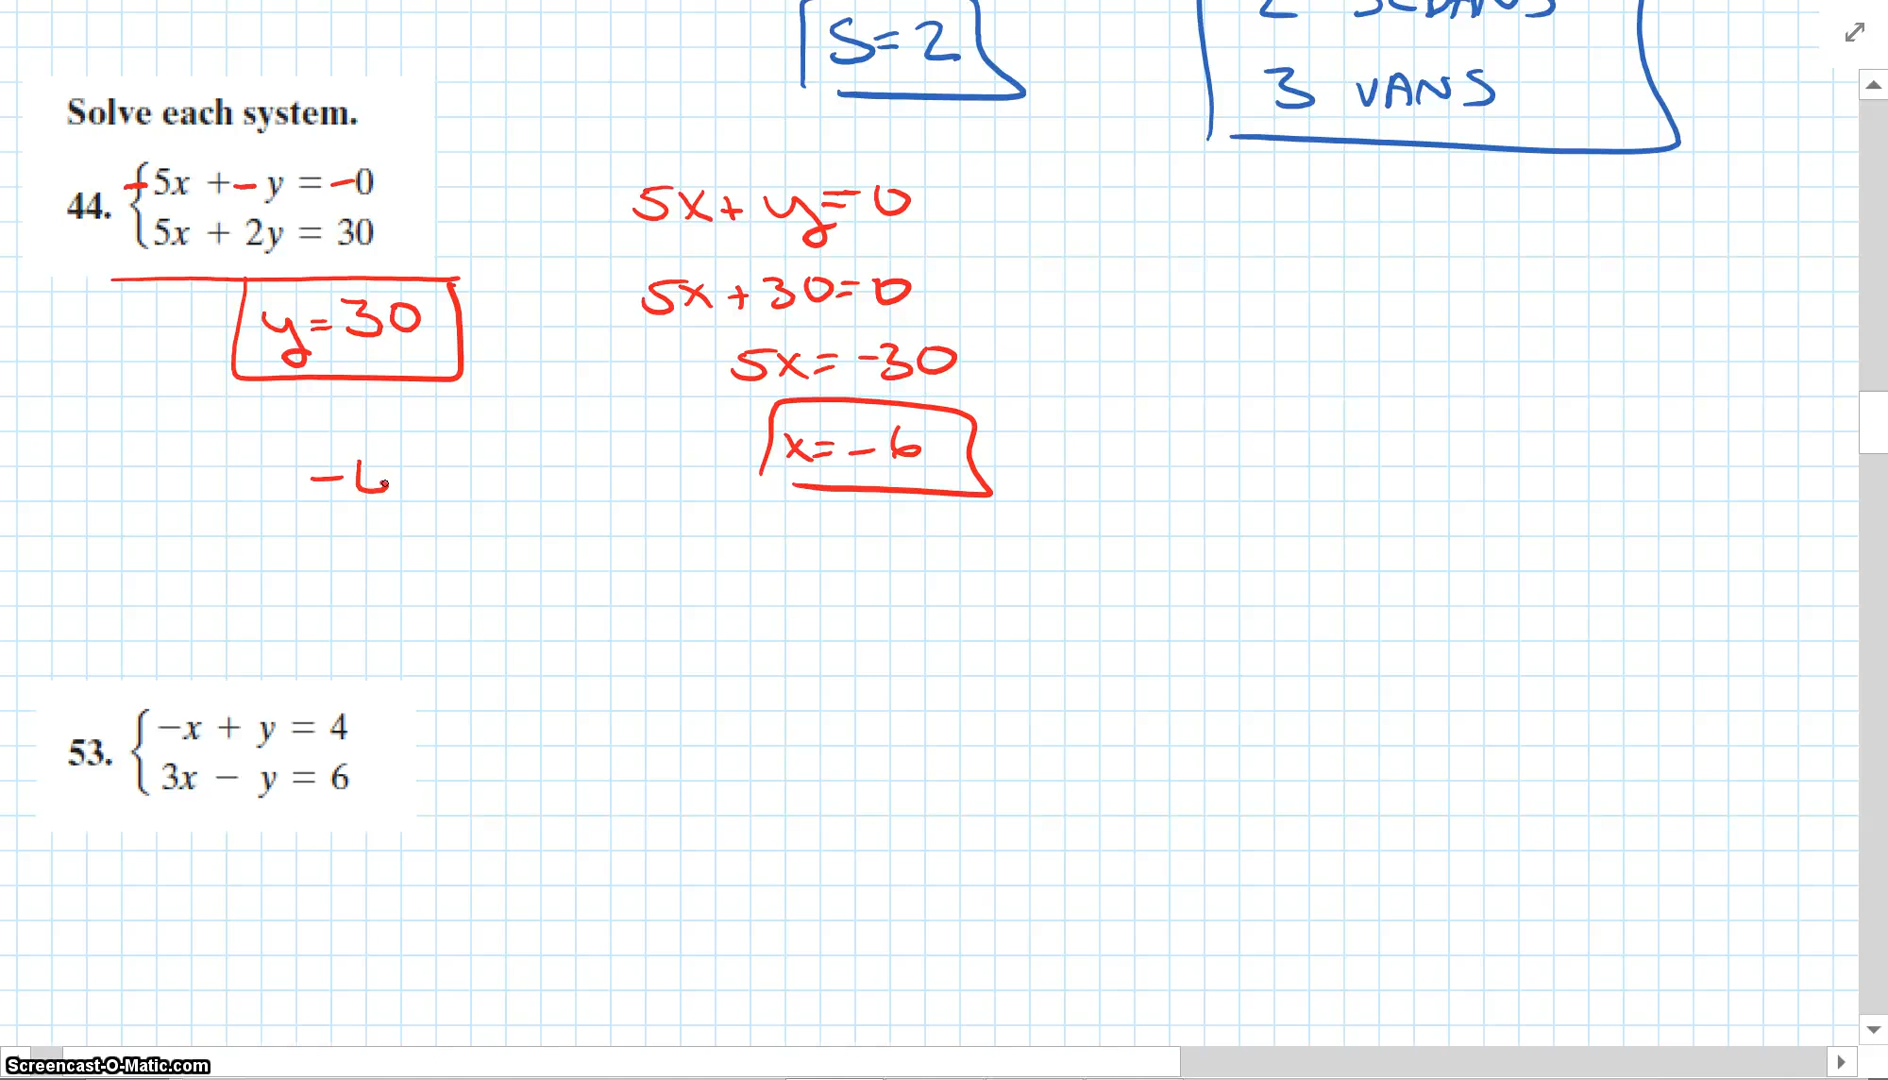 S=2
3 VANS
Solve each system.
44. { -5x + - y = -0
5x + 2y = 30
y=30
5x+y=0
5x+30=0
5x=-30
x=-6
53. { -x + y = 4
3x - y = 6
Screencast-O-Matic.com